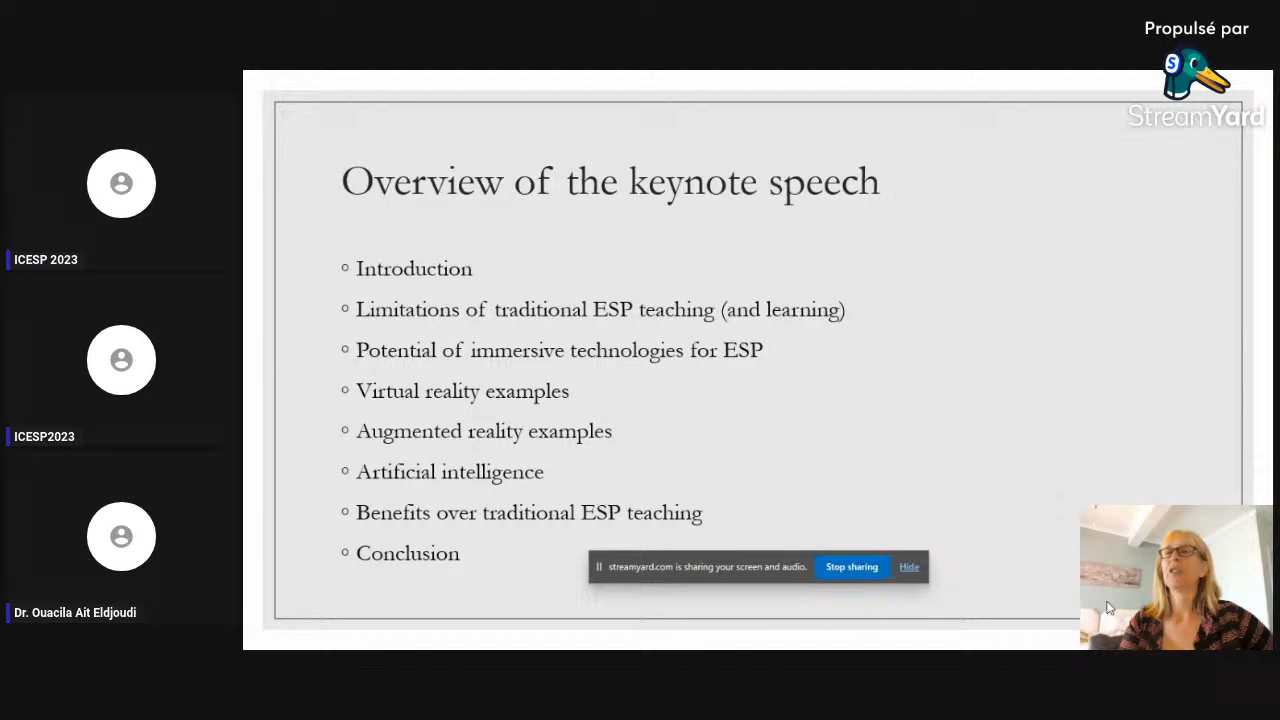 Propulsé par
StreamYard
ICESP 2023
ICESP2023
Dr. Ouacila Ait Eldjoudi
Overview of the keynote speech
Introduction
Limitations of traditional ESP teaching (and learning)
Potential of immersive technologies for ESP
Virtual reality examples
Augmented reality examples
Artificial intelligence
Benefits over traditional ESP teaching
Conclusion
streamyard.com is sharing your screen and audio. Stop sharing Hide